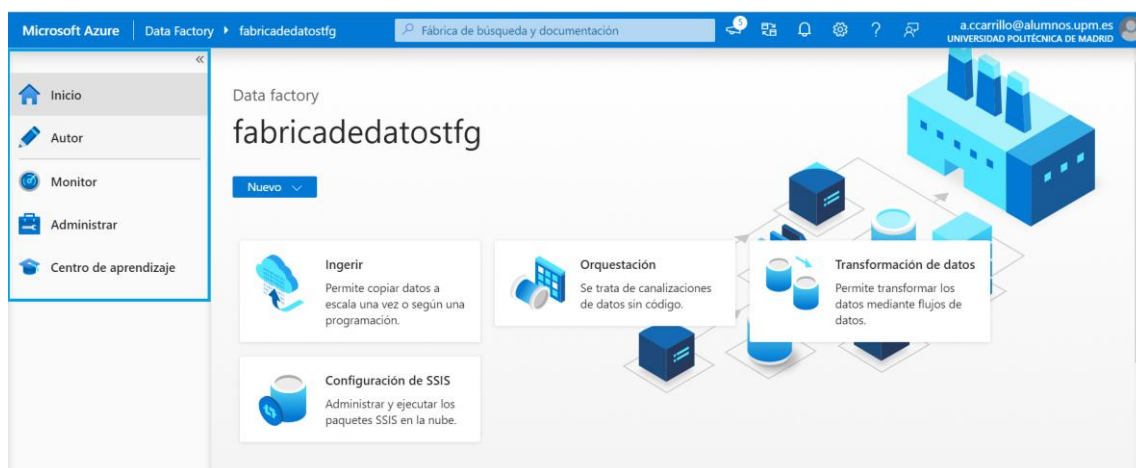 Microsoft Azure
Data Factory
fabricadedatostfg
Fábrica de búsqueda y documentación
5
a.ccarrillo@alumnos.upm.es
UNIVERSIDAD POLITÉCNICA DE MADRID
Inicio
Autor
Monitor
Administrar
Centro de aprendizaje
Data factory
fabricadedatostfg
Nuevo
Ingerir
Permite copiar datos a
escala una vez o según una
programación.
Orquestación
Se trata de canalizaciones
de datos sin código.
Transformación de datos
Permite transformar los
datos mediante flujos de
datos.
Configuración de SSIS
Administrar y ejecutar los
paquetes SSIS en la nube.